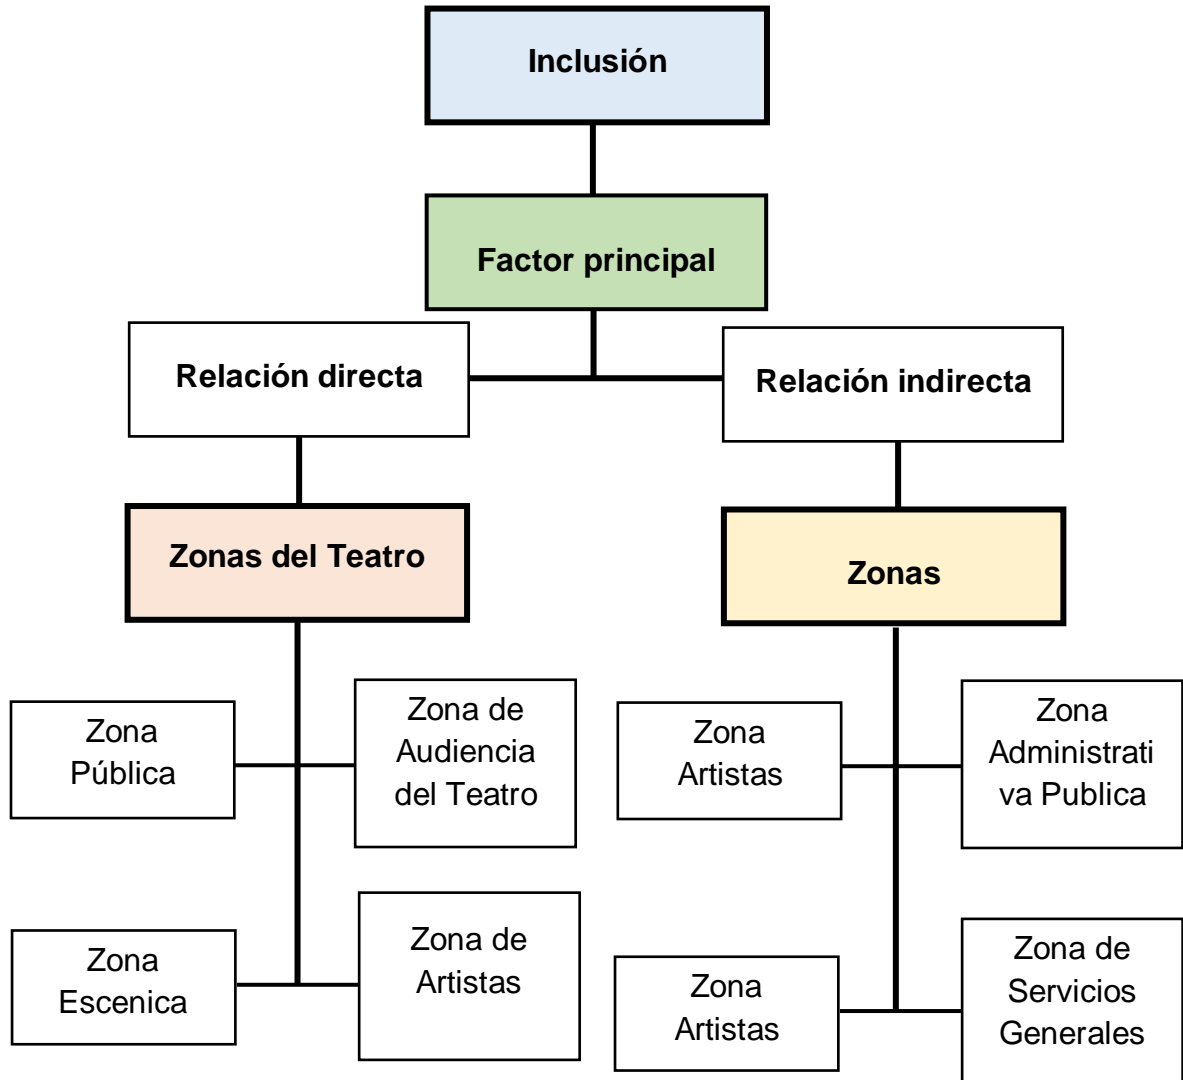 Inclusión
Factor principal
Relación directa
Relación indirecta
Zonas del Teatro
Zonas
Zona
Pública
Zona de
Audiencia
del Teatro
Zona
Artistas
Zona
Administrati
va Publica
Zona
Escenica
Zona de
Artistas
Zona
Artistas
Zona de
Servicios
Generales